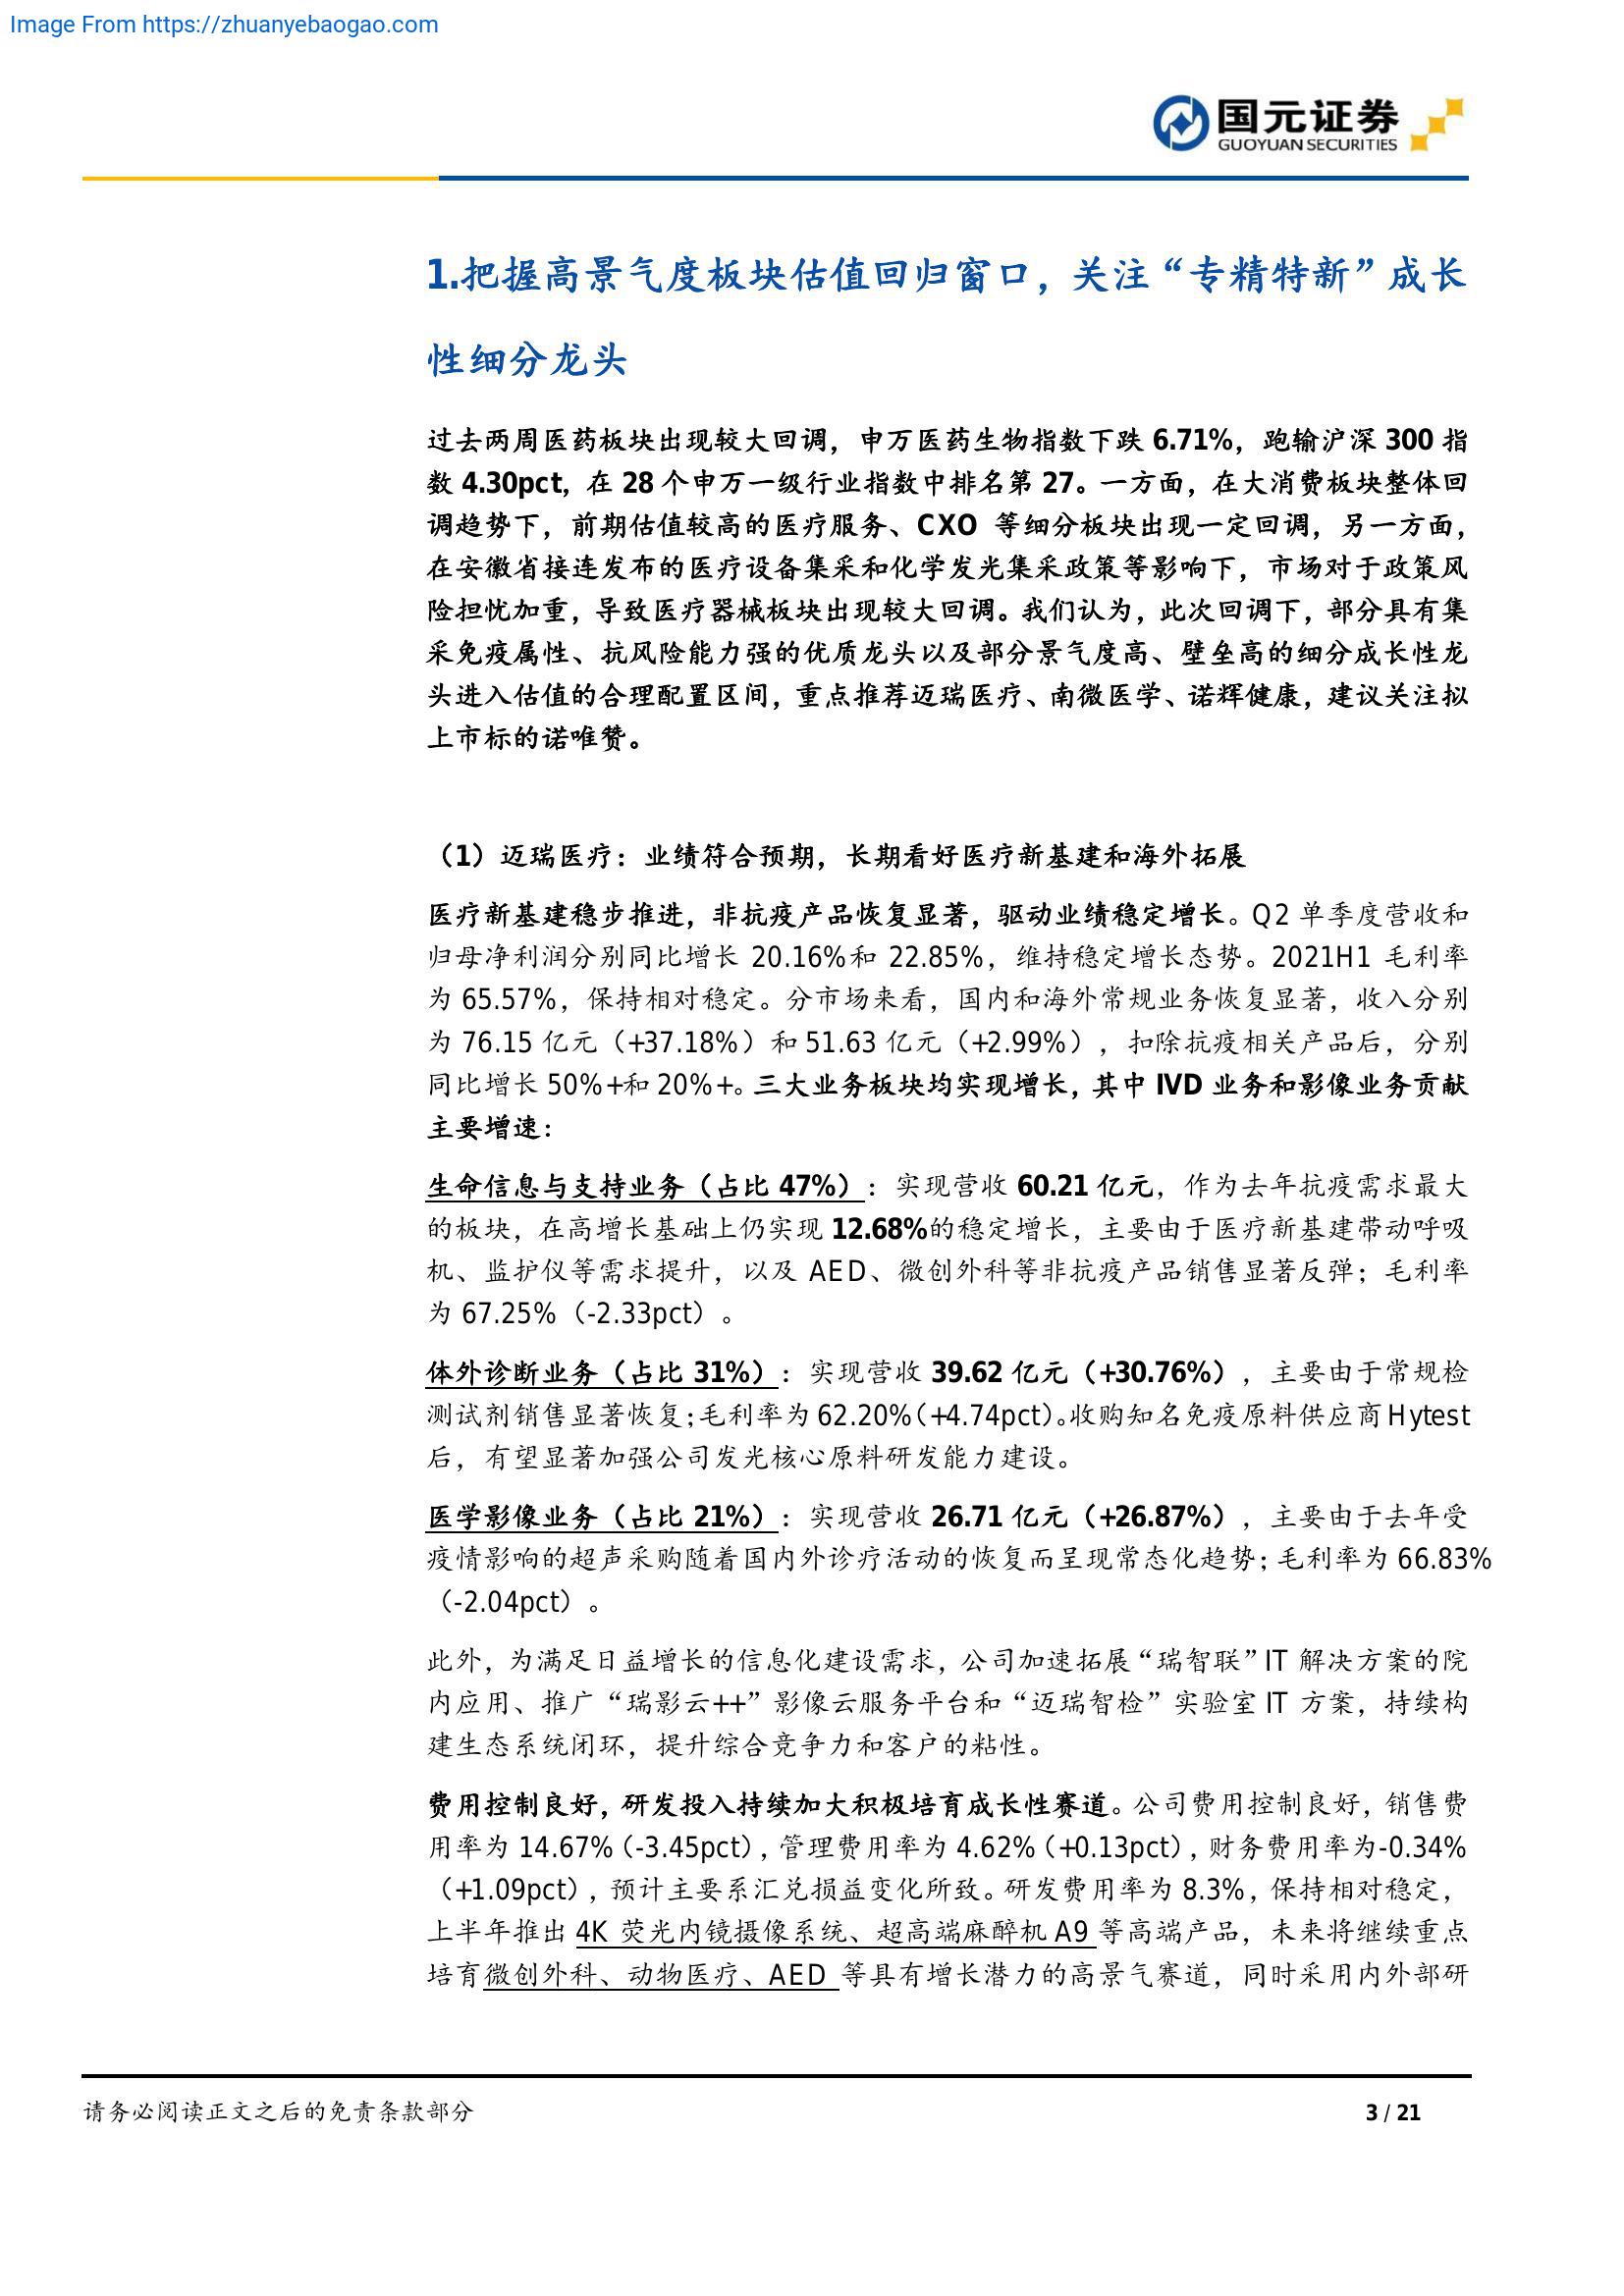 Image From https://zhuanyebaogao.com
国元证券
GUOYUAN SECURITIES
1.把握高景气度板块估值回归窗口，关注“专精特新”成长
性细分龙头
过去两周医药板块出现较大回调，申万医药生物指数下跌 6.71%，跑输沪深 300 指
数 4.30pct，在 28 个申万一级行业指数中排名第 27。一方面，在大消费板块整体回
调趋势下，前期估值较高的医疗服务、CXO 等细分板块出现一定回调，另一方面，
在安徽省接连发布的医疗设备集采和化学发光集采政策等影响下，市场对于政策风
险担忧加重，导致医疗器械板块出现较大回调。我们认为，此次回调下，部分具有集
采免疫属性、抗风险能力强的优质龙头以及部分景气度高、壁垒高的细分成长性龙
头进入估值的合理配置区间，重点推荐迈瑞医疗、南微医学、诺辉健康，建议关注拟
上市标的诺唯赞。
（1）迈瑞医疗：业绩符合预期，长期看好医疗新基建和海外拓展
医疗新基建稳步推进，非抗疫产品恢复显著，驱动业绩稳定增长。Q2 单季度营收和
归母净利润分别同比增长 20.16%和 22.85%，维持稳定增长态势。2021H1 毛利率
为 65.57%，保持相对稳定。分市场来看，国内和海外常规业务恢复显著，收入分别
为 76.15 亿元（+37.18%）和 51.63 亿元（+2.99%），扣除抗疫相关产品后，分别
同比增长 50%+和 20%+。三大业务板块均实现增长，其中 IVD 业务和影像业务贡献
主要增速：
生命信息与支持业务（占比 47%）：实现营收 60.21 亿元，作为去年抗疫需求最大
的板块，在高增长基础上仍实现 12.68%的稳定增长，主要由于医疗新基建带动呼吸
机、监护仪等需求提升，以及 AED、微创外科等非抗疫产品销售显著反弹；毛利率
为 67.25%（-2.33pct）。
体外诊断业务（占比 31%）：实现营收 39.62 亿元（+30.76%），主要由于常规检
测试剂销售显著恢复；毛利率为 62.20%（+4.74pct）。收购知名免疫原料供应商 Hytest
后，有望显著加强公司发光核心原料研发能力建设。
医学影像业务（占比 21%）：实现营收 26.71 亿元（+26.87%），主要由于去年受
疫情影响的超声采购随着国内外诊疗活动的恢复而呈现常态化趋势；毛利率为 66.83%
（-2.04pct）。
此外，为满足日益增长的信息化建设需求，公司加速拓展“瑞智联”IT 解决方案的院
内应用、推广“瑞影云++”影像云服务平台和“迈瑞智检”实验室 IT 方案，持续构
建生态系统闭环，提升综合竞争力和客户的粘性。
费用控制良好，研发投入持续加大积极培育成长性赛道。公司费用控制良好，销售费
用率为 14.67%（-3.45pct），管理费用率为 4.62%（+0.13pct），财务费用率为-0.34%
（+1.09pct），预计主要系汇兑损益变化所致。研发费用率为 8.3%，保持相对稳定，
上半年推出 4K 荧光内镜摄像系统、超高端麻醉机 A9 等高端产品，未来将继续重点
培育微创外科、动物医疗、AED 等具有增长潜力的高景气赛道，同时采用内外部研
请务必阅读正文之后的免责条款部分
3 / 21